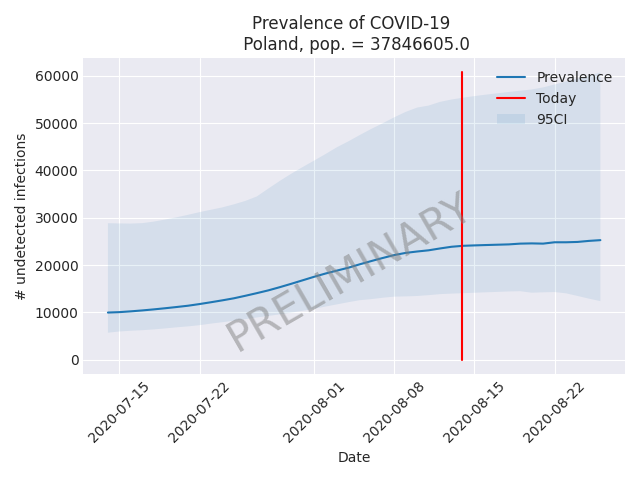 Prevalence of COVID-19
Poland, pop. = 37846605.0
60000
50000
40000
30000
20000
10000
0
# undetected infections
Prevalence
Today
95CI
PRELIMINARY
2020-07-15
2020-07-22
2020-08-01
2020-08-08
2020-08-15
2020-08-22
Date